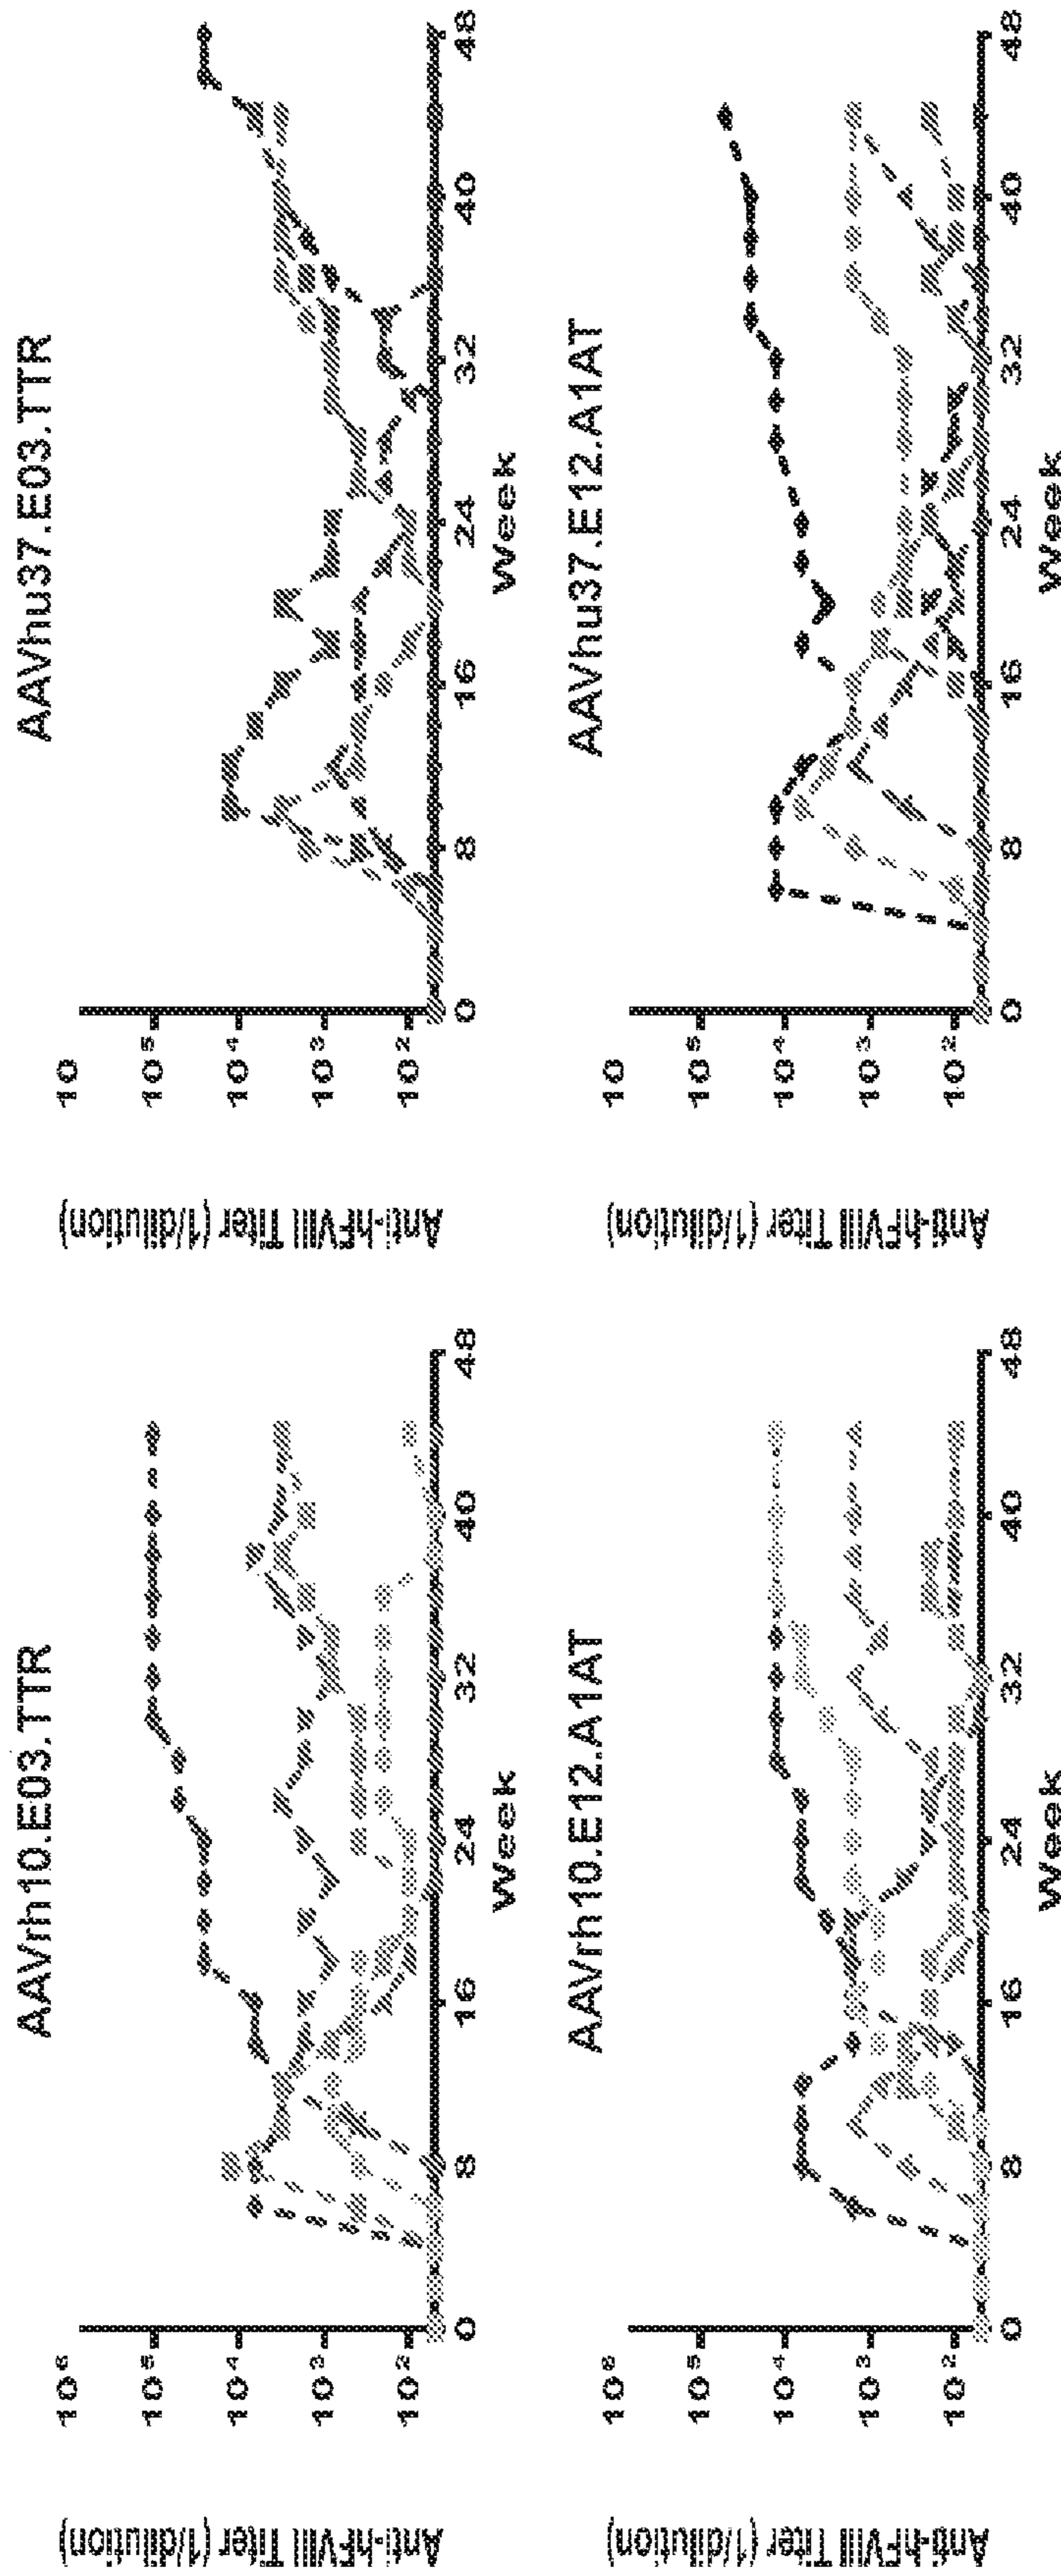 AAVrh10.E03.TTR
Anti-hFVIII Titer (1/dilution)
10⁶
10⁵
10⁴
10³
10²
0 8 16 24 32 40 48
Week
AAVhu37.E03.TTR
Anti-hFVIII Titer (1/dilution)
10
10⁵
10⁴
10³
10²
0 8 16 24 32 40 48
Week
AAVrh10.E12.A1AT
Anti-hFVIII Titer (1/dilution)
10⁶
10⁵
10⁴
10³
10²
0 8 16 24 32 40 48
Week
AAVhu37.E12.A1AT
Anti-hFVIII Titer (1/dilution)
10
10⁵
10⁴
10³
10²
0 8 16 24 32 40 48
Week